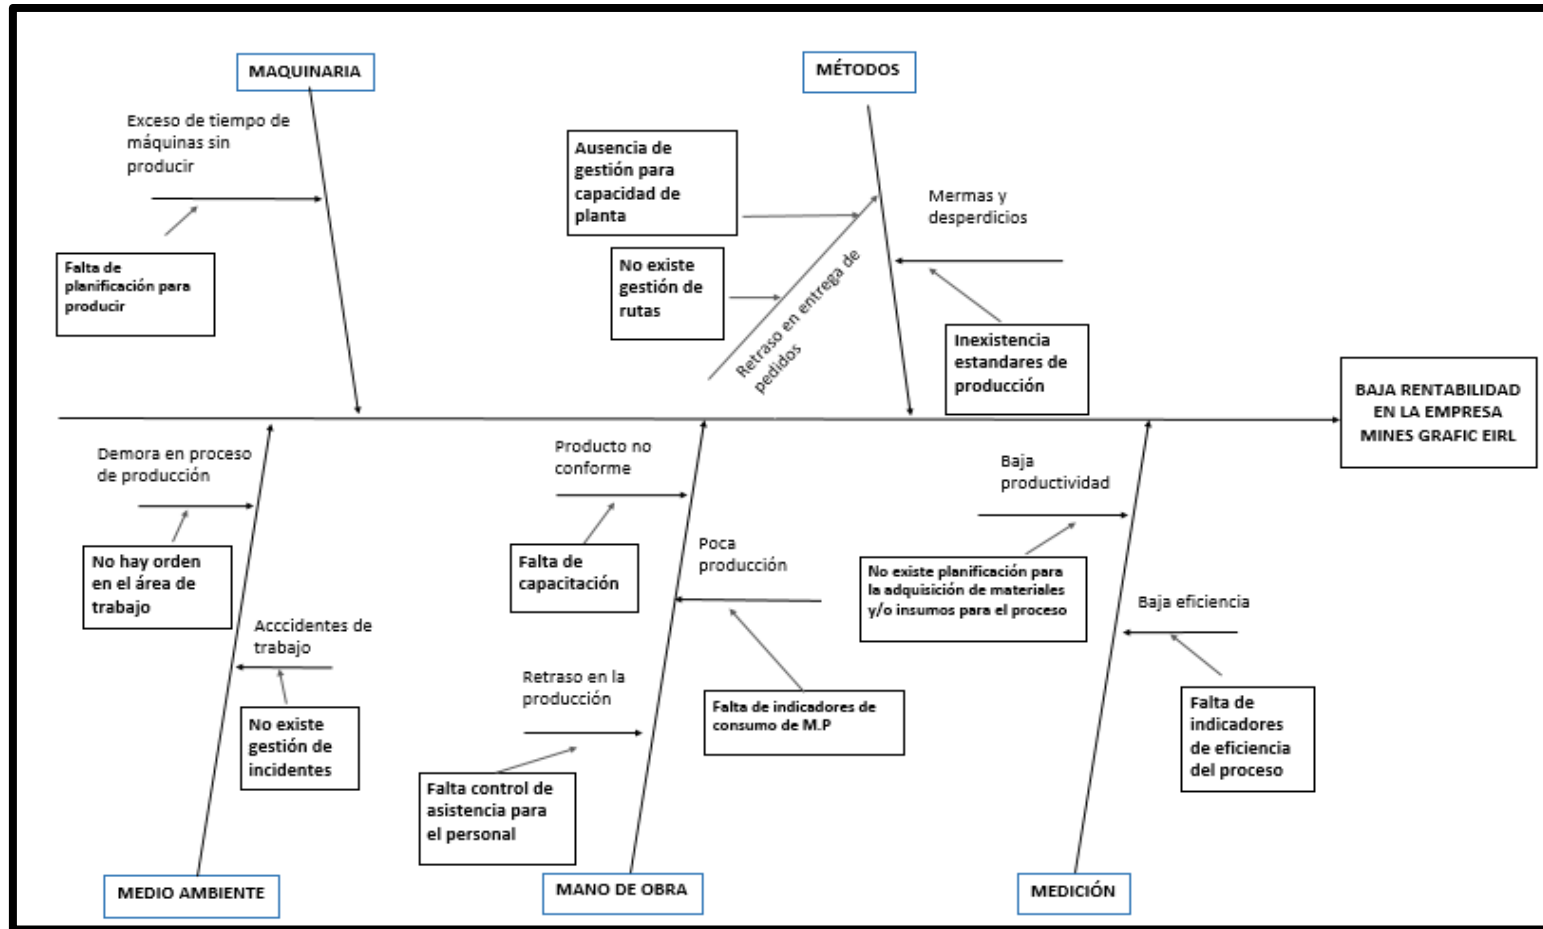 MAQUINARIA
MÉTODOS
Exceso de tiempo de
máquinas sin
producir
Falta de
planificación para
producir
Ausencia de
gestión para
capacidad de
planta
No existe
gestión de
rutas
Retraso en entrega de
pedidos
Mermas y
desperdicios
Inexistencia
estandares de
producción
BAJA RENTABILIDAD
EN LA EMPRESA
MINES GRAFIC EIRL
Demora en proceso
de producción
No hay orden
en el área de
trabajo
Acccidentes de
trabajo
No existe
gestión de
incidentes
Producto no
conforme
Falta de
capacitación
Poca
producción
Falta de indicadores de
consumo de M.P
Retraso en la
producción
Falta control de
asistencia para
el personal
Baja
productividad
No existe planificación para
la adquisición de materiales
y/o insumos para el proceso
Baja eficiencia
Falta de
indicadores
de eficiencia
del proceso
MEDIO AMBIENTE
MANO DE OBRA
MEDICIÓN